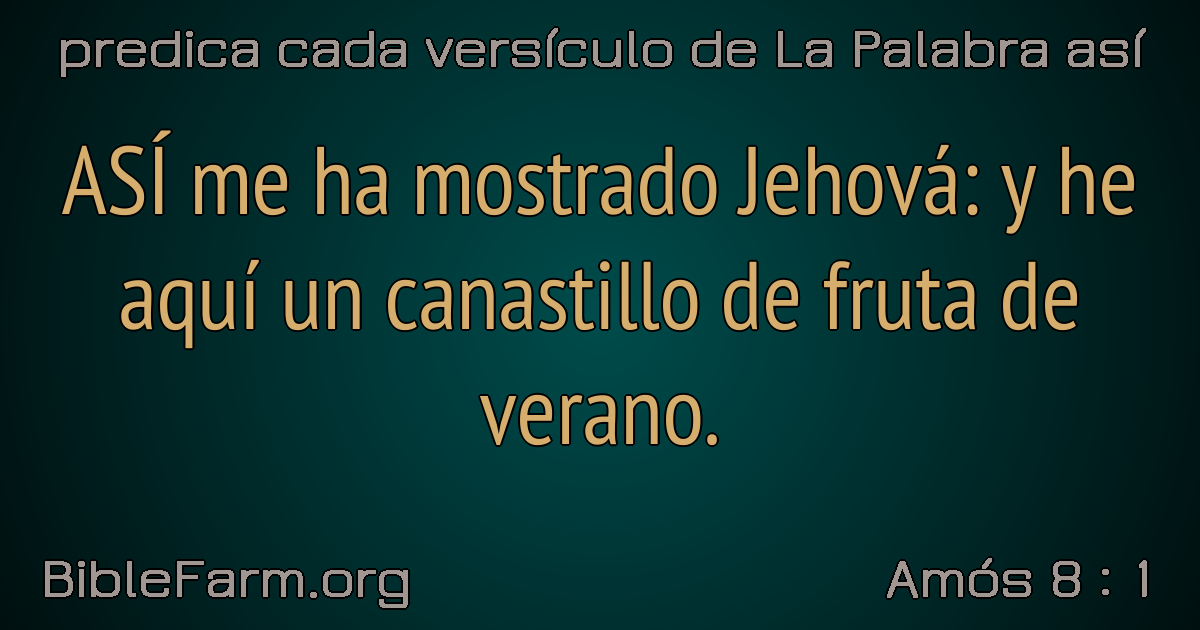 predica cada versículo de La Palabra así
ASÍ me ha mostrado Jehová: y he
aquí un canastillo de fruta de
verano.
BibleFarm.org
Amós 8 : 1